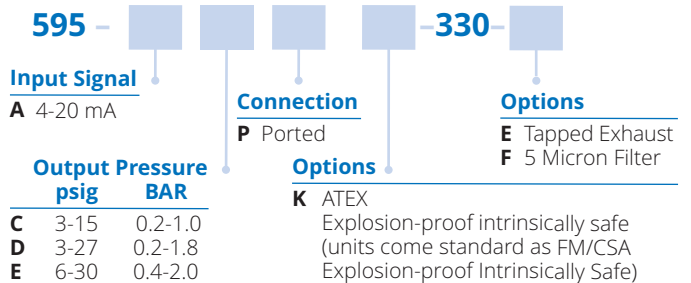 595 – –330–
Input Signal
A 4-20 mA
Output Pressure
psig BAR
C 3-15 0.2-1.0
D 3-27 0.2-1.8
E 6-30 0.4-2.0
Connection
P Ported
Options
K ATEX
Explosion-proof intrinsically safe
(units come standard as FM/CSA
Explosion-proof Intrinsically Safe)
Options
E Tapped Exhaust
F 5 Micron Filter